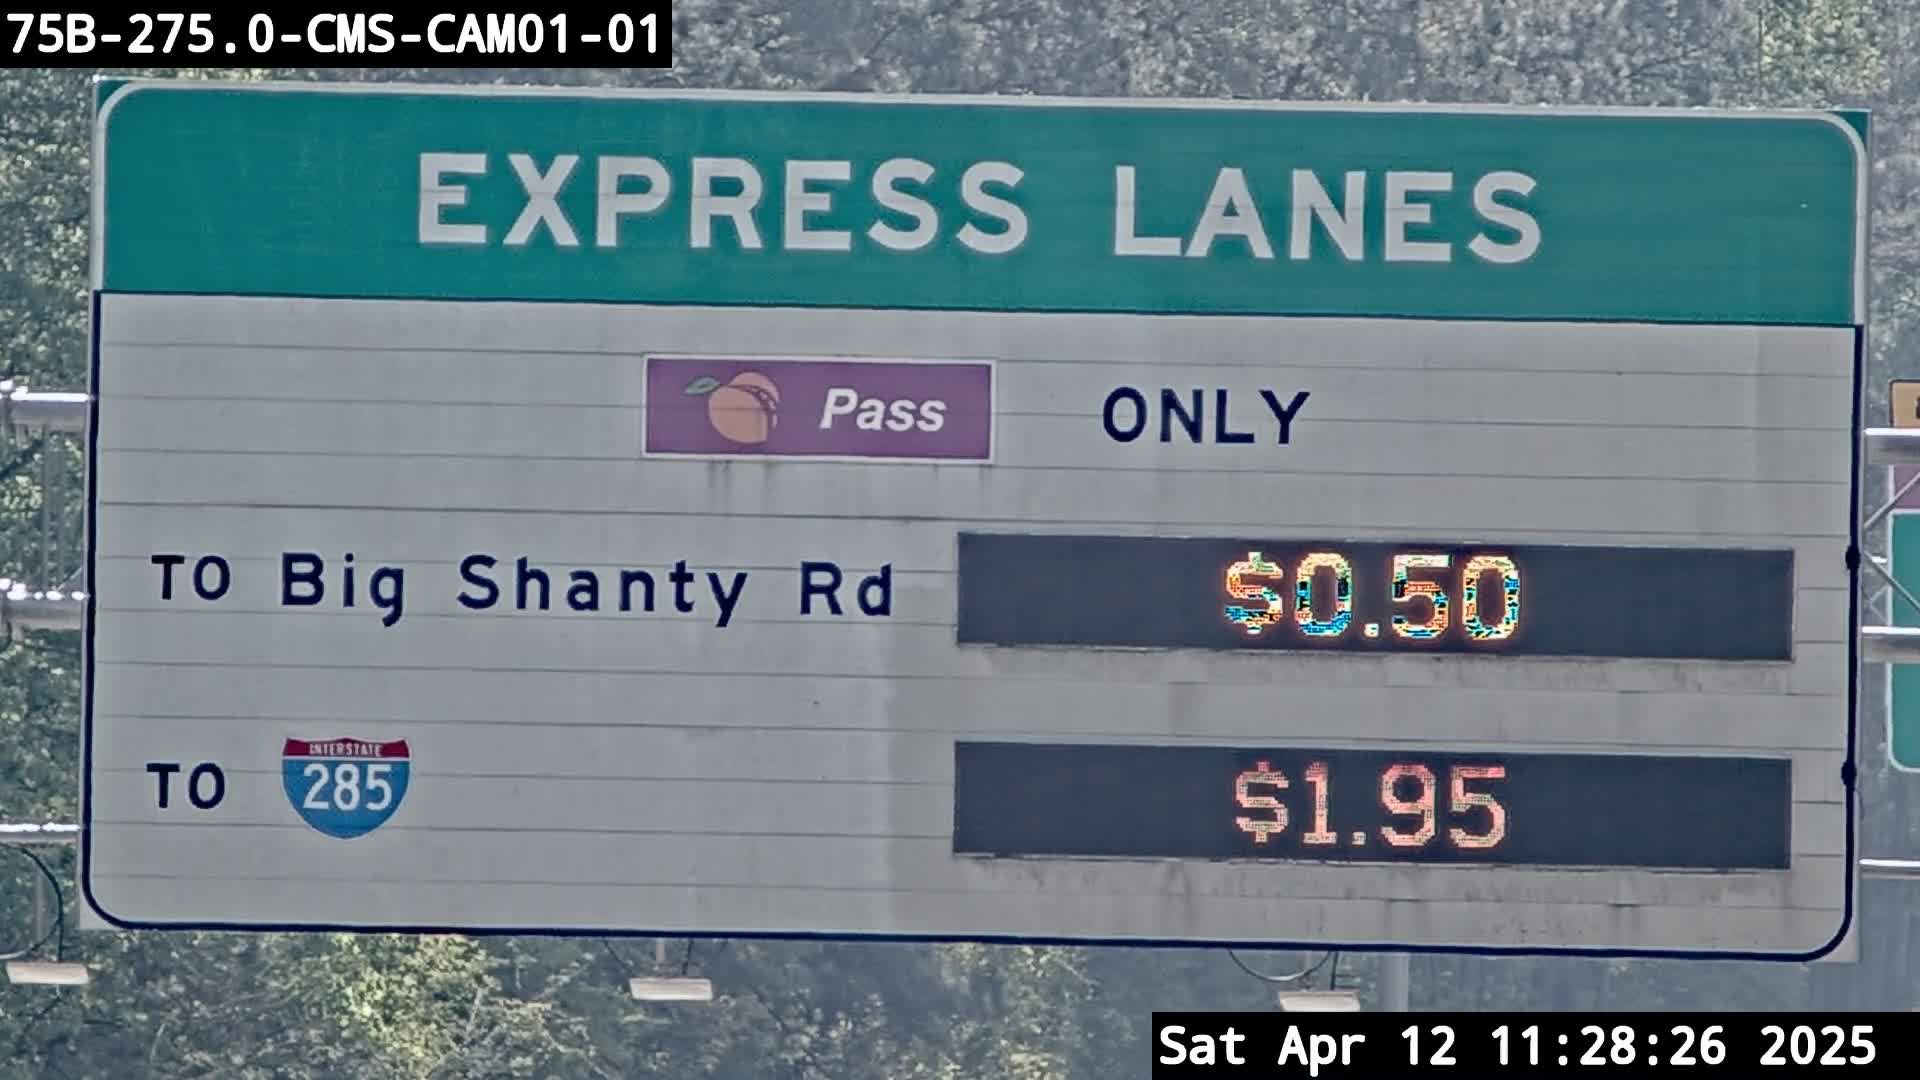 75B-275.0-CMS-CAM01-01
EXPRESS LANES
Pass ONLY
TO Big Shanty Rd $0.50
INTERSTATE
TO 285 $1.95
Sat Apr 12 11:28:26 2025